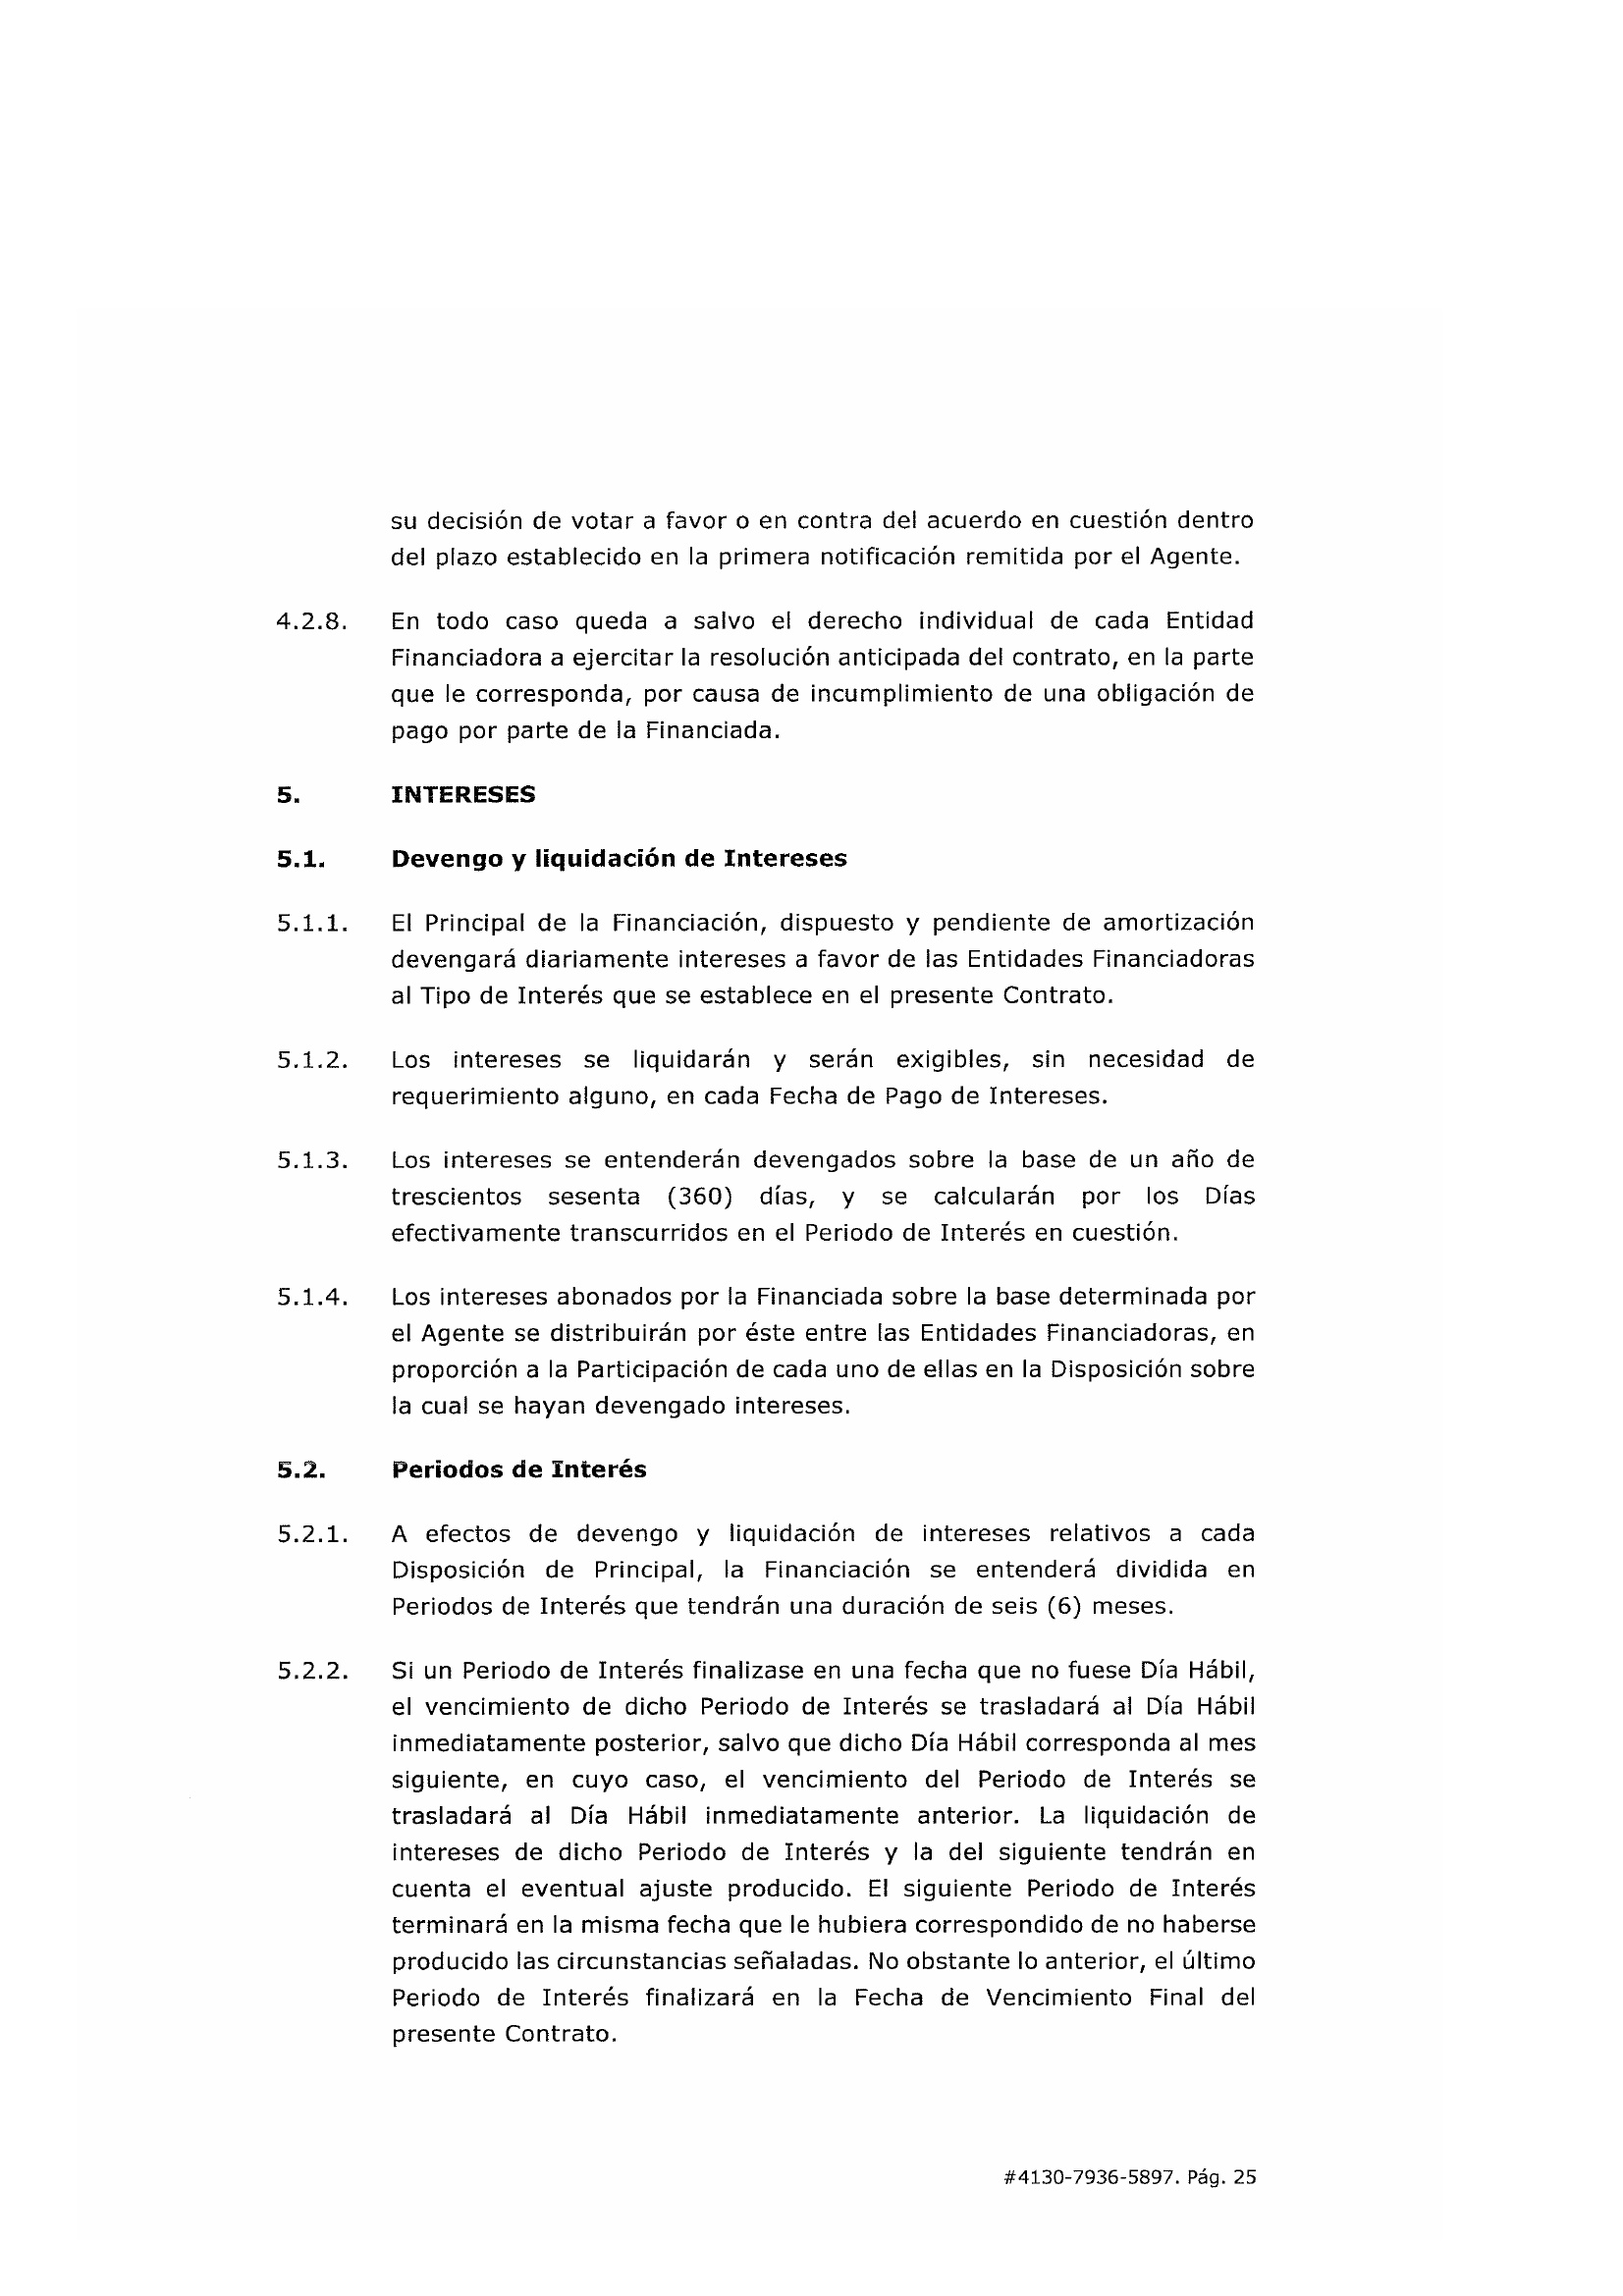 su decisión de votar a favor o en contra del acuerdo en cuestión dentro
del plazo establecido en la primera notificación remitida por el Agente.
4.2.8. En todo caso queda a salvo el derecho individual de cada Entidad
Financiadora a ejercitar la resolución anticipada del contrato, en la parte
que le corresponda, por causa de incumplimiento de una obligación de
pago por parte de la Financiada.
5. INTERESES
5.1. Devengo y liquidación de Intereses
5.1.1. El Principal de la Financiación, dispuesto y pendiente de amortización
devengará diariamente intereses a favor de las Entidades Financiadoras
al Tipo de Interés que se establece en el presente Contrato.
5.1.2. Los intereses se liquidarán y serán exigibles, sin necesidad de
requerimiento alguno, en cada Fecha de Pago de Intereses.
5.1.3. Los intereses se entenderán devengados sobre la base de un año de
trescientos sesenta (360) días, y se calcularán por los Días
efectivamente transcurridos en el Periodo de Interés en cuestión.
5.1.4. Los intereses abonados por la Financiada sobre la base determinada por
el Agente se distribuirán por éste entre las Entidades Financiadoras, en
proporción a la Participación de cada uno de ellas en la Disposición sobre
la cual se hayan devengado intereses.
5.2. Periodos de Interés
5.2.1. A efectos de devengo y liquidación de intereses relativos a cada
Disposición de Principal, la Financiación se entenderá dividida en
Periodos de Interés que tendrán una duración de seis (6) meses.
5.2.2. Si un Periodo de Interés finalizase en una fecha que no fuese Día Hábil,
el vencimiento de dicho Periodo de Interés se trasladará al Día Hábil
inmediatamente posterior, salvo que dicho Día Hábil corresponda al mes
siguiente, en cuyo caso, el vencimiento del Periodo de Interés se
trasladará al Día Hábil inmediatamente anterior. La liquidación de
intereses de dicho Periodo de Interés y la del siguiente tendrán en
cuenta el eventual ajuste producido. El siguiente Periodo de Interés
terminará en la misma fecha que le hubiera correspondido de no haberse
producido las circunstancias señaladas. No obstante lo anterior, el último
Periodo de Interés finalizará en la Fecha de Vencimiento Final del
presente Contrato.
#4130-7936-5897. Pág. 25